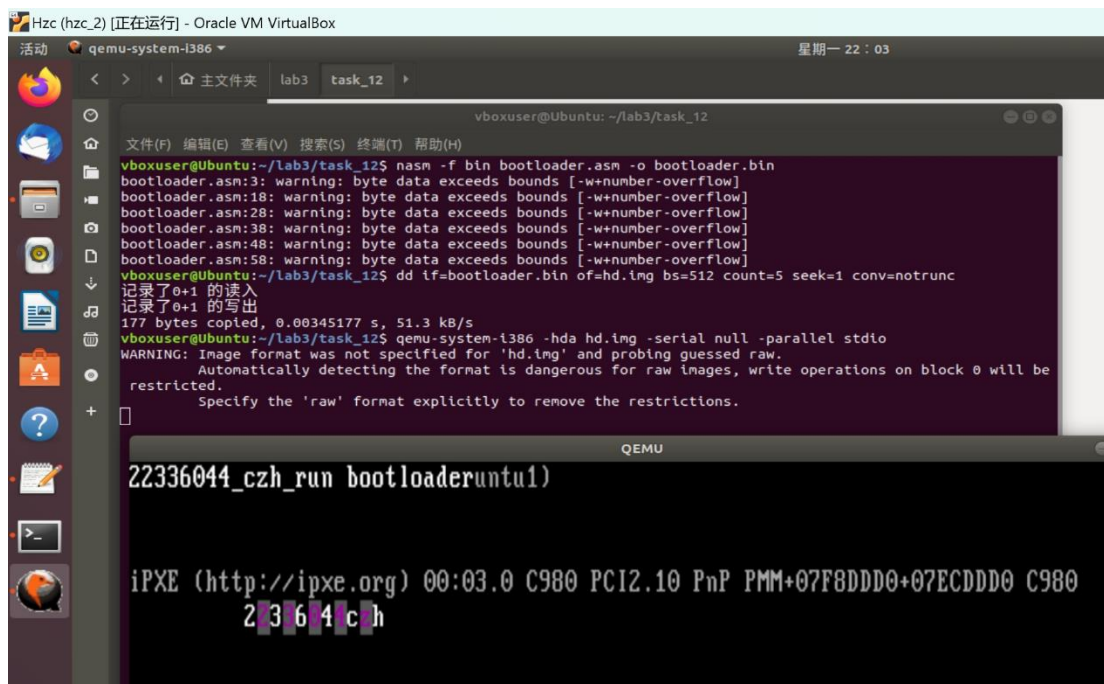 Hzc (hzc_2) [正在运行] - Oracle VM VirtualBox
活动 qemu-system-i386 星期一 22：03
主文件夹 lab3 task_12
vboxuser@Ubuntu: ~/lab3/task_12
文件(F) 编辑(E) 查看(V) 搜索(S) 终端(T) 帮助(H)
vboxuser@Ubuntu:~/lab3/task_12$ nasm -f bin bootloader.asm -o bootloader.bin
bootloader.asm:3: warning: byte data exceeds bounds [-w+number-overflow]
bootloader.asm:18: warning: byte data exceeds bounds [-w+number-overflow]
bootloader.asm:28: warning: byte data exceeds bounds [-w+number-overflow]
bootloader.asm:38: warning: byte data exceeds bounds [-w+number-overflow]
bootloader.asm:48: warning: byte data exceeds bounds [-w+number-overflow]
bootloader.asm:58: warning: byte data exceeds bounds [-w+number-overflow]
vboxuser@Ubuntu:~/lab3/task_12$ dd if=bootloader.bin of=hd.img bs=512 count=5 seek=1 conv=notrunc
记录了0+1 的读入
记录了0+1 的写出
177 bytes copied, 0.00345177 s, 51.3 kB/s
vboxuser@Ubuntu:~/lab3/task_12$ qemu-system-i386 -hda hd.img -serial null -parallel stdio
WARNING: Image format was not specified for 'hd.img' and probing guessed raw.
Automatically detecting the format is dangerous for raw images, write operations on block 0 will be
restricted.
Specify the 'raw' format explicitly to remove the restrictions.
QEMU
22336044_czh_run bootloaderuntu1)
iPXE (http://ipxe.org) 00:03.0 C980 PCI2.10 PnP PMM+07F8DDD0+07ECDDD0 C980
22336044czh